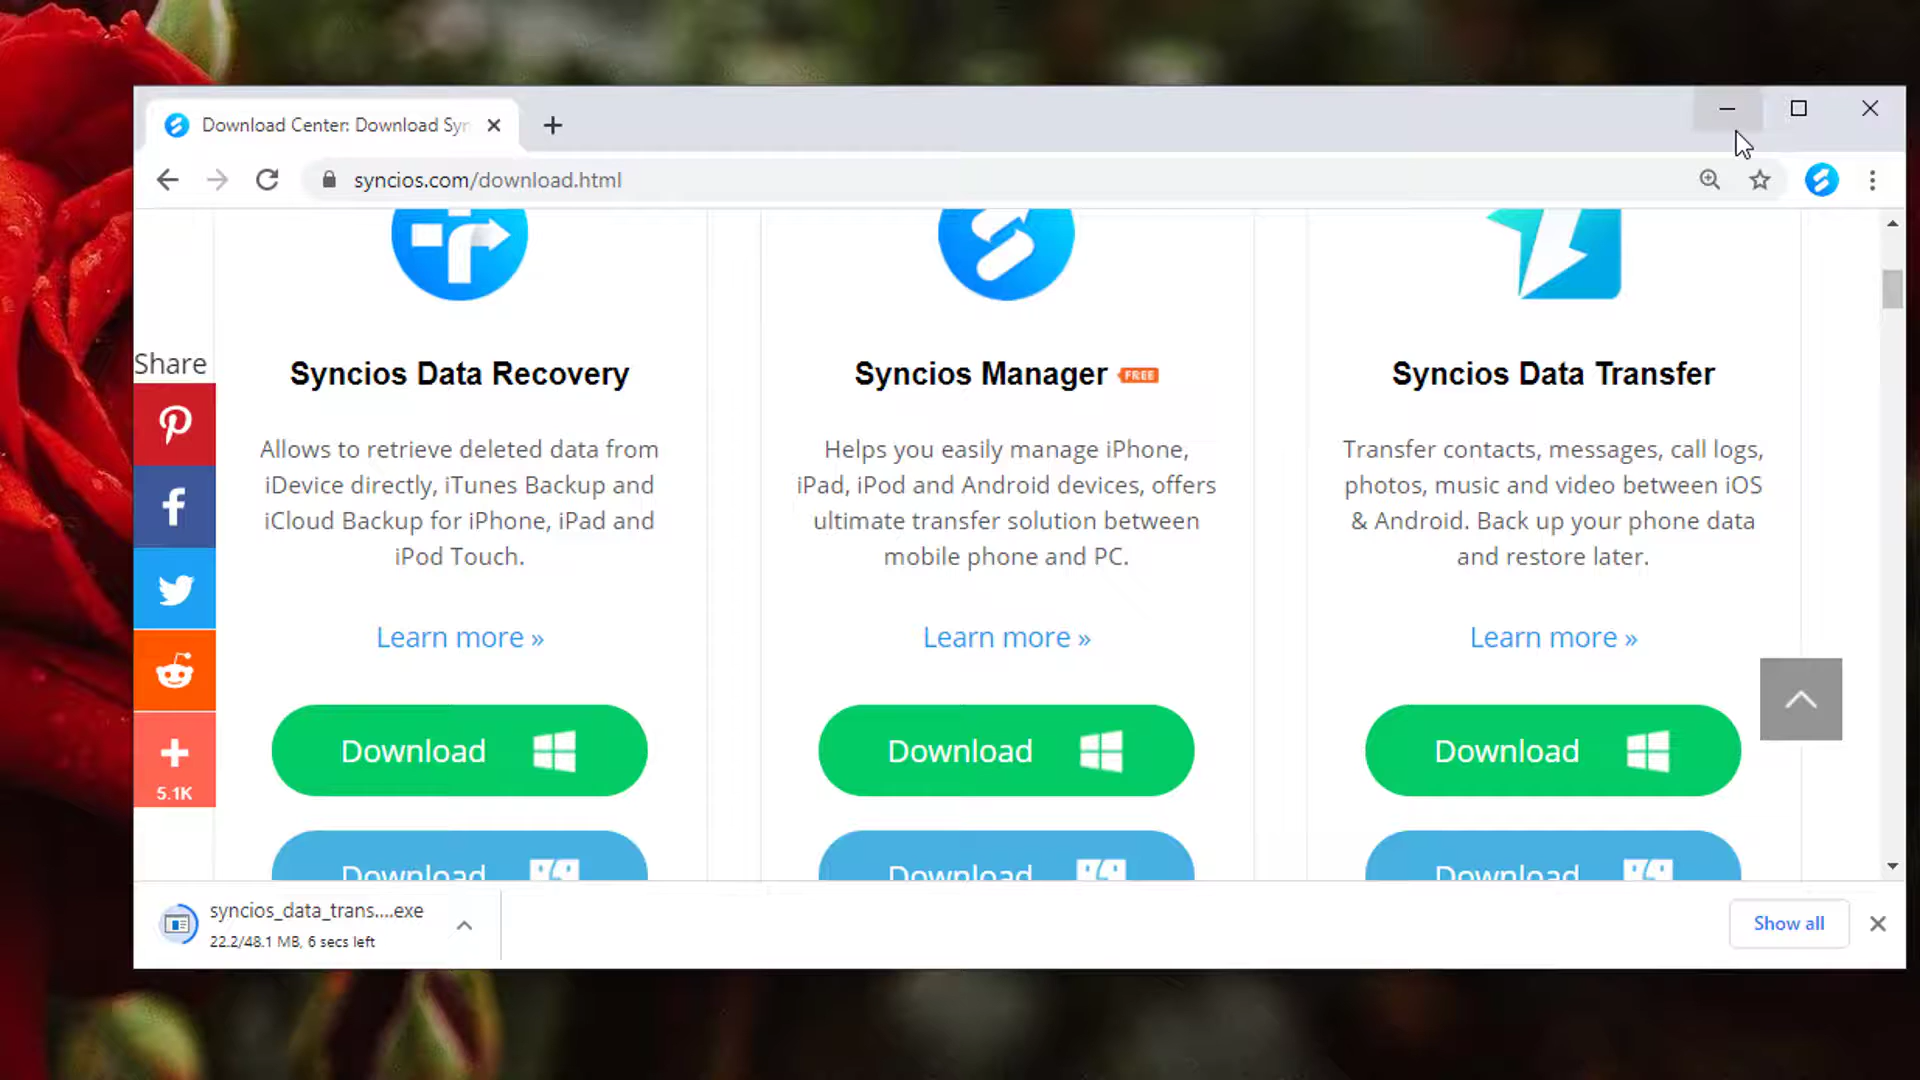 Download Center: Download Syn
syncios.com/download.html
Share
5.1K
Syncios Data Recovery
Allows to retrieve deleted data from
iDevice directly, iTunes Backup and
iCloud Backup for iPhone, iPad and
iPod Touch.
Learn more »
Download
Download
Syncios Manager FREE
Helps you easily manage iPhone,
iPad, iPod and Android devices, offers
ultimate transfer solution between
mobile phone and PC.
Learn more »
Download
Download
Syncios Data Transfer
Transfer contacts, messages, call logs,
photos, music and video between iOS
& Android. Back up your phone data
and restore later.
Learn more »
Download
Download
syncios_data_trans....exe
22.2/48.1 MB, 6 secs left
Show all